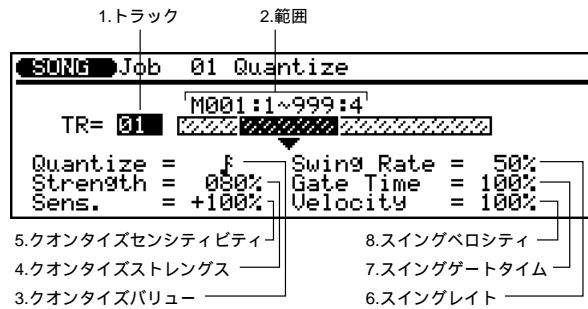 1.トラック 2.範囲
SONG Job 01 Quantize
M001:1~999:4
TR= 01
Quantize = Swing Rate = 50%
Strength = 080% Gate Time = 100%
Sens. = +100% Velocity = 100%
5.クオンタイズセンシティビティ 8.スイングベロシティ
4.クオンタイズストレングス 7.スイングゲートタイム
3.クオンタイズバリュー 6.スイングレイト